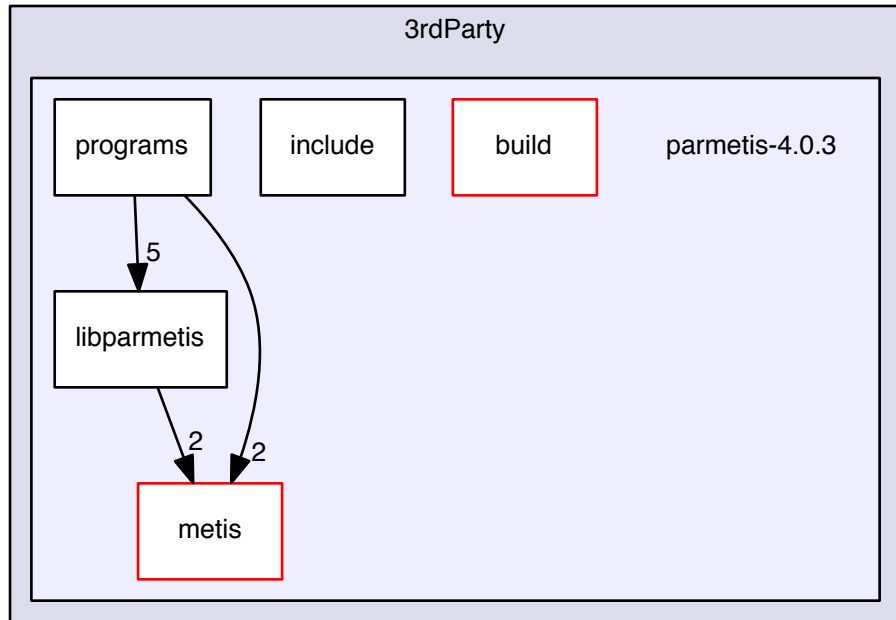 3rdParty
programs
include
build
parmetis-4.0.3
5
libparmetis
2
2
metis